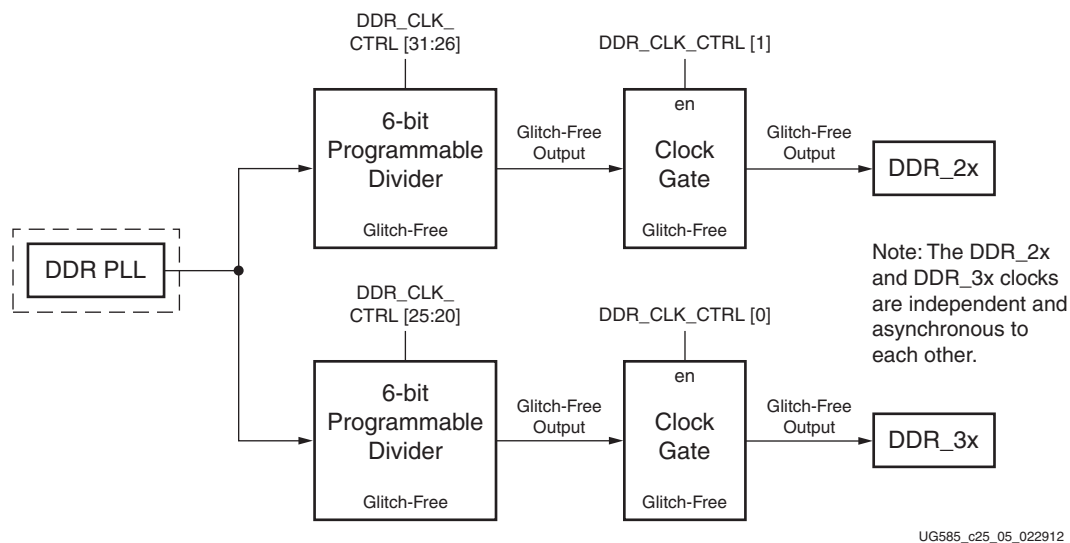 DDR_CLK_
CTRL [31:26]
DDR_CLK_CTRL [1]
6-bit
Programmable
Divider
Glitch-Free
Glitch-Free
Output
en
Clock
Gate
Glitch-Free
Glitch-Free
Output
DDR_2x
DDR PLL
Note: The DDR_2x
and DDR_3x clocks
are independent and
asynchronous to
each other.
DDR_CLK_
CTRL [25:20]
DDR_CLK_CTRL [0]
6-bit
Programmable
Divider
Glitch-Free
Glitch-Free
Output
en
Clock
Gate
Glitch-Free
Glitch-Free
Output
DDR_3x
UG585_c25_05_022912